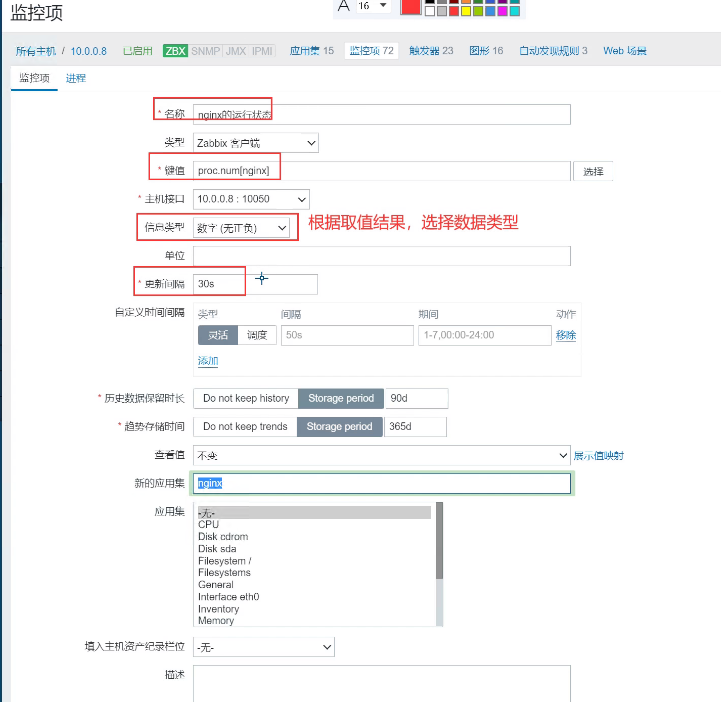 监控项
A 16
所有主机 / 10.0.0.8 已启用 ZBX SNMP JMX IPMI 应用集 15 监控项 72 触发器 23 图形 16 自动发现规则 3 Web 场景
监控项 进程
* 名称 nginx的运行状态
类型 Zabbix 客户端
* 键值 proc.num[nginx] 选择
* 主机接口 10.0.0.8 : 10050
信息类型 数字 (无正负) 根据取值结果，选择数据类型
单位
* 更新间隔 30s
自定义时间间隔 类型 间隔 期间 动作
灵活 调度 50s 1-7,00:00-24:00 移除
添加
* 历史数据保留时长 Do not keep history Storage period 90d
* 趋势存储时间 Do not keep trends Storage period 365d
查看值 不变 展示值映射
新的应用集 nginx
应用集 -无-
CPU
Disk cdrom
Disk sda
Filesystem /
Filesystems
General
Interface eth0
Inventory
Memory
填入主机资产纪录栏位 -无-
描述